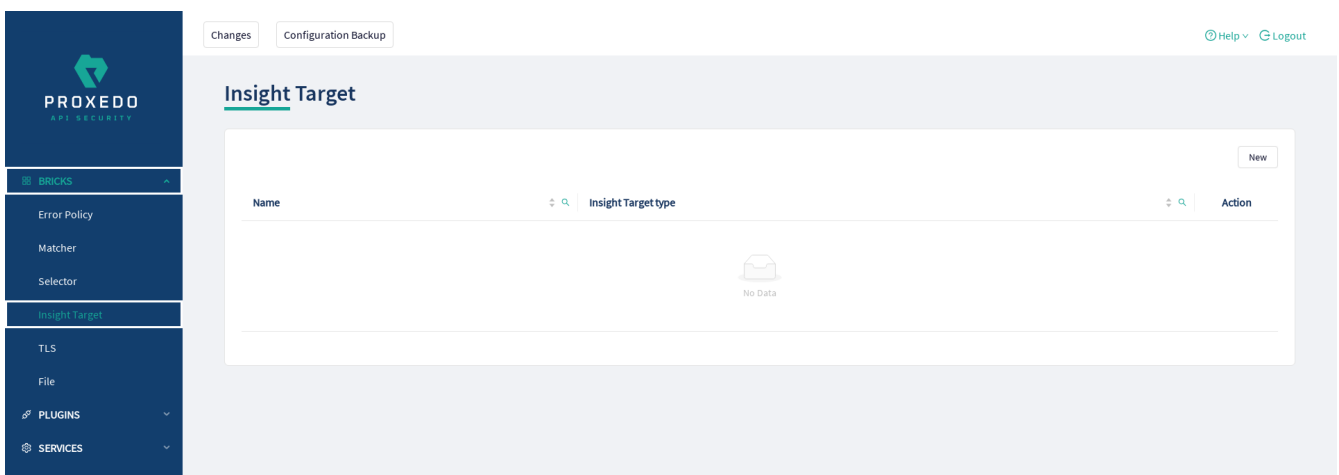 Changes Configuration Backup Help Logout
PROXEDO
API SECURITY
Insight Target
New
BRICKS
Name Insight Target type Action
Error Policy
Matcher
Selector
No Data
Insight Target
TLS
File
PLUGINS
SERVICES